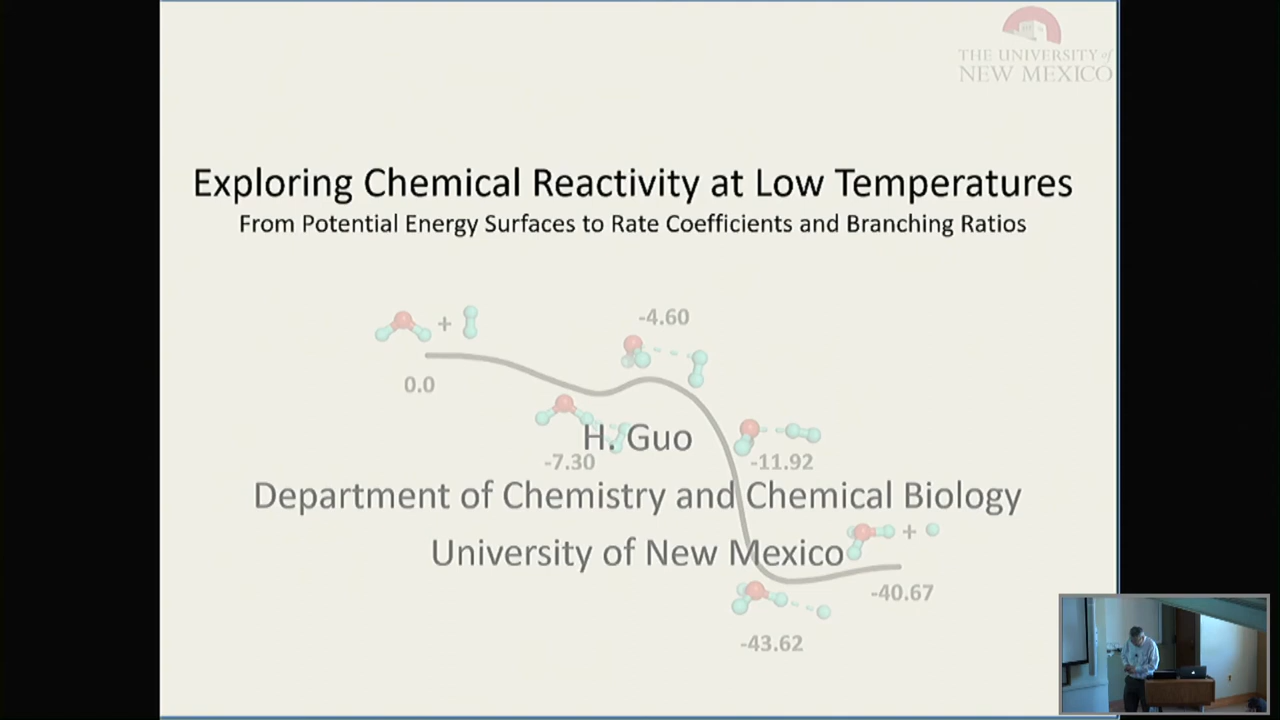 THE UNIVERSITY of
NEW MEXICO
Exploring Chemical Reactivity at Low Temperatures
From Potential Energy Surfaces to Rate Coefficients and Branching Ratios
-4.60
+
0.0
H. Guo
-7.30
-11.92
Department of Chemistry and Chemical Biology
+
University of New Mexico
-40.67
-43.62